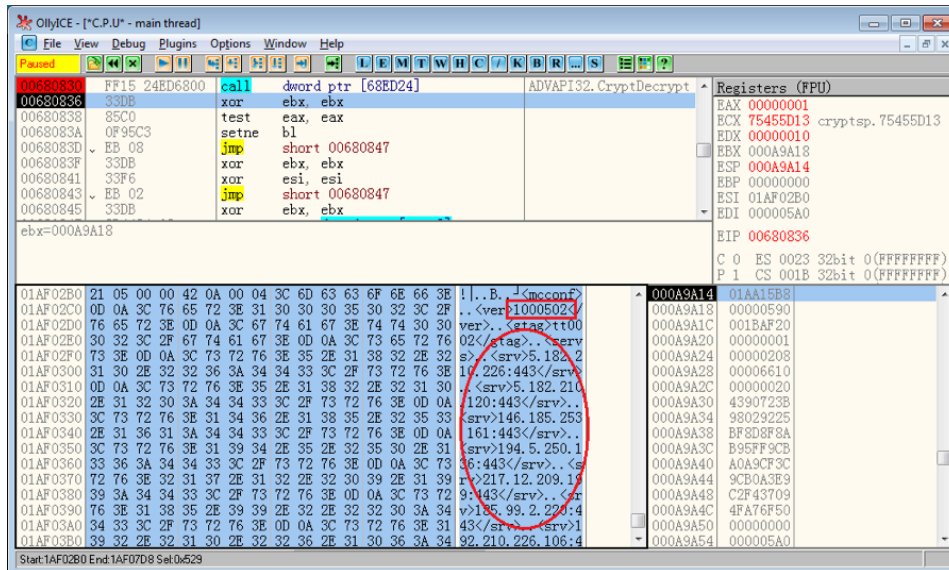 OllyICE - [*C.P.U* - main thread]
C File View Debug Plugins Options Window Help
Paused L E M T W H C / K B R ... S ?
00680830 FF15 24ED6800 call dword ptr [68ED24] ADVAPI32.CryptDecrypt
00680836 33DB xor ebx, ebx
00680838 85C0 test eax, eax
0068083A 0F95C3 setne bl
0068083D EB 08 jmp short 00680847
0068083F 33DB xor ebx, ebx
00680841 33F6 xor esi, esi
00680843 EB 02 jmp short 00680847
00680845 33DB xor ebx, ebx
ebx=000A9A18
Registers (FPU)
EAX 00000001
ECX 75455D13 cryptsp.75455D13
EDX 00000010
EBX 000A9A18
ESP 000A9A14
EBP 00000000
ESI 01AF02B0
EDI 000005A0
EIP 00680836
C 0 ES 0023 32bit 0(FFFFFFFF)
P 1 CS 001B 32bit 0(FFFFFFFF)
01AF02B0 21 05 00 00 42 0A 00 04 3C 6D 63 63 6F 6E 66 3E !|..B..┘<mcconf>
01AF02C0 0D 0A 3C 76 65 72 3E 31 30 30 30 35 30 32 3C 2F ..<ver>1000502</
01AF02D0 76 65 72 3E 0D 0A 3C 67 74 61 67 3E 74 74 30 30 ver>..<gtag>tt00
01AF02E0 30 32 3C 2F 67 74 61 67 3E 0D 0A 3C 73 65 72 76 02</gtag>..<serv
01AF02F0 73 3E 0D 0A 3C 73 72 76 3E 35 2E 31 38 32 2E 32 s>..<srv>5.182.2
01AF0300 31 30 2E 32 32 36 3A 34 34 33 3C 2F 73 72 76 3E 10.226:443</srv>
01AF0310 0D 0A 3C 73 72 76 3E 35 2E 31 38 32 2E 32 31 30 ..<srv>5.182.210
01AF0320 2E 31 32 30 3A 34 34 33 3C 2F 73 72 76 3E 0D 0A .120:443</srv>..
01AF0330 3C 73 72 76 3E 31 34 36 2E 31 38 35 2E 32 35 33 <srv>146.185.253
01AF0340 2E 31 36 31 3A 34 34 33 3C 2F 73 72 76 3E 0D 0A .161:443</srv>..
01AF0350 3C 73 72 76 3E 31 39 34 2E 35 2E 32 35 30 2E 31 <srv>194.5.250.1
01AF0360 33 36 3A 34 34 33 3C 2F 73 72 76 3E 0D 0A 3C 73 36:443</srv>..<s
01AF0370 72 76 3E 32 31 37 2E 31 32 2E 32 30 39 2E 31 39 rv>217.12.209.19
01AF0380 39 3A 34 34 33 3C 2F 73 72 76 3E 0D 0A 3C 73 72 9:443</srv>..<sr
01AF0390 76 3E 31 38 35 2E 39 39 2E 32 2E 32 32 30 3A 34 v>185.99.2.220:4
01AF03A0 34 33 3C 2F 73 72 76 3E 0D 0A 3C 73 72 76 3E 31 43</srv>..<srv>1
01AF03B0 39 32 2E 32 31 30 2E 32 32 36 2E 31 30 36 3A 34 92.210.226.106:4
000A9A14 01AA15B8
000A9A18 00000590
000A9A1C 001BAF20
000A9A20 00000001
000A9A24 00000208
000A9A28 00006610
000A9A2C 00000020
000A9A30 4390723B
000A9A34 98029225
000A9A38 BF8D8F8A
000A9A3C B95FF9CB
000A9A40 A0A9CF3C
000A9A44 9CB0A3E9
000A9A48 C2F43709
000A9A4C 4FA76F50
000A9A50 00000000
000A9A54 000005A0
Start:1AF02B0 End:1AF07D8 Sel:0x529